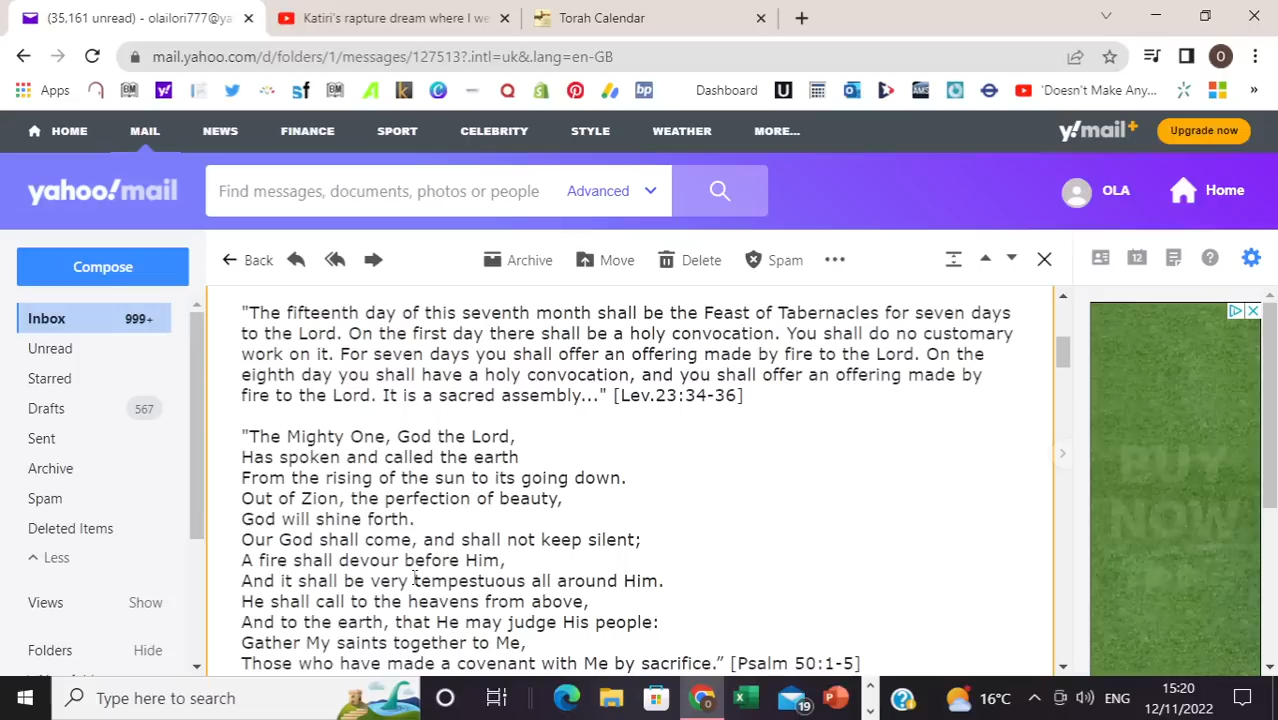 (35,161 unread) - olailori777@ya
Katiri's rapture dream where I we
Torah Calendar
mail.yahoo.com/d/folders/1/messages/127513?.intl=uk&.lang=en-GB
O
Apps
Dashboard
'Doesn't Make Any...
HOME
MAIL
NEWS
FINANCE
SPORT
CELEBRITY
STYLE
WEATHER
MORE...
y!mail+
Upgrade now
yahoo!mail
Find messages, documents, photos or people
Advanced
OLA
Home
Compose
Back
Archive
Move
Delete
Spam
12
Inbox 999+
Unread
Starred
Drafts 567
Sent
Archive
Spam
Deleted Items
Less
Views Show
Folders Hide
"The fifteenth day of this seventh month shall be the Feast of Tabernacles for seven days
to the Lord. On the first day there shall be a holy convocation. You shall do no customary
work on it. For seven days you shall offer an offering made by fire to the Lord. On the
eighth day you shall have a holy convocation, and you shall offer an offering made by
fire to the Lord. It is a sacred assembly..." [Lev.23:34-36]
"The Mighty One, God the Lord,
Has spoken and called the earth
From the rising of the sun to its going down.
Out of Zion, the perfection of beauty,
God will shine forth.
Our God shall come, and shall not keep silent;
A fire shall devour before Him,
And it shall be very tempestuous all around Him.
He shall call to the heavens from above,
And to the earth, that He may judge His people:
Gather My saints together to Me,
Those who have made a covenant with Me by sacrifice.” [Psalm 50:1-5]
BUY
NOW
Type here to search
19
16°C
ENG
15:20
12/11/2022